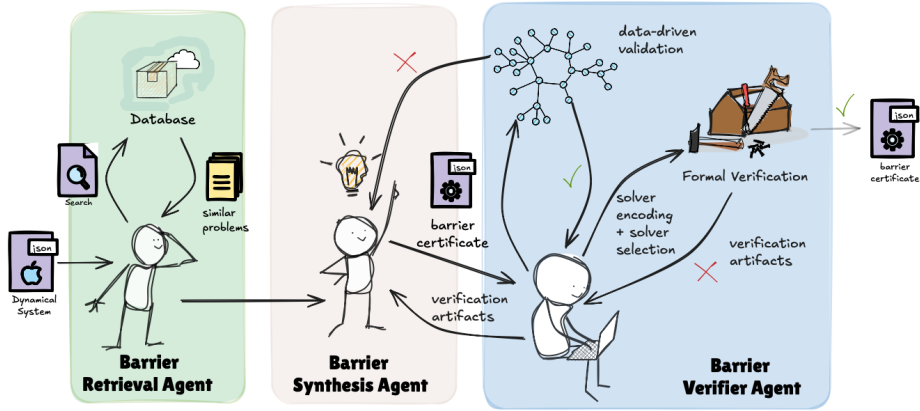 Database
Search
similar
problems
json
Dynamical
System
Barrier
Retrieval Agent
json
barrier
certificate
verification
artifacts
Barrier
Synthesis Agent
data-driven
validation
Formal Verification
solver
encoding
+ solver
selection
verification
artifacts
Barrier
Verifier Agent
json
barrier
certificate